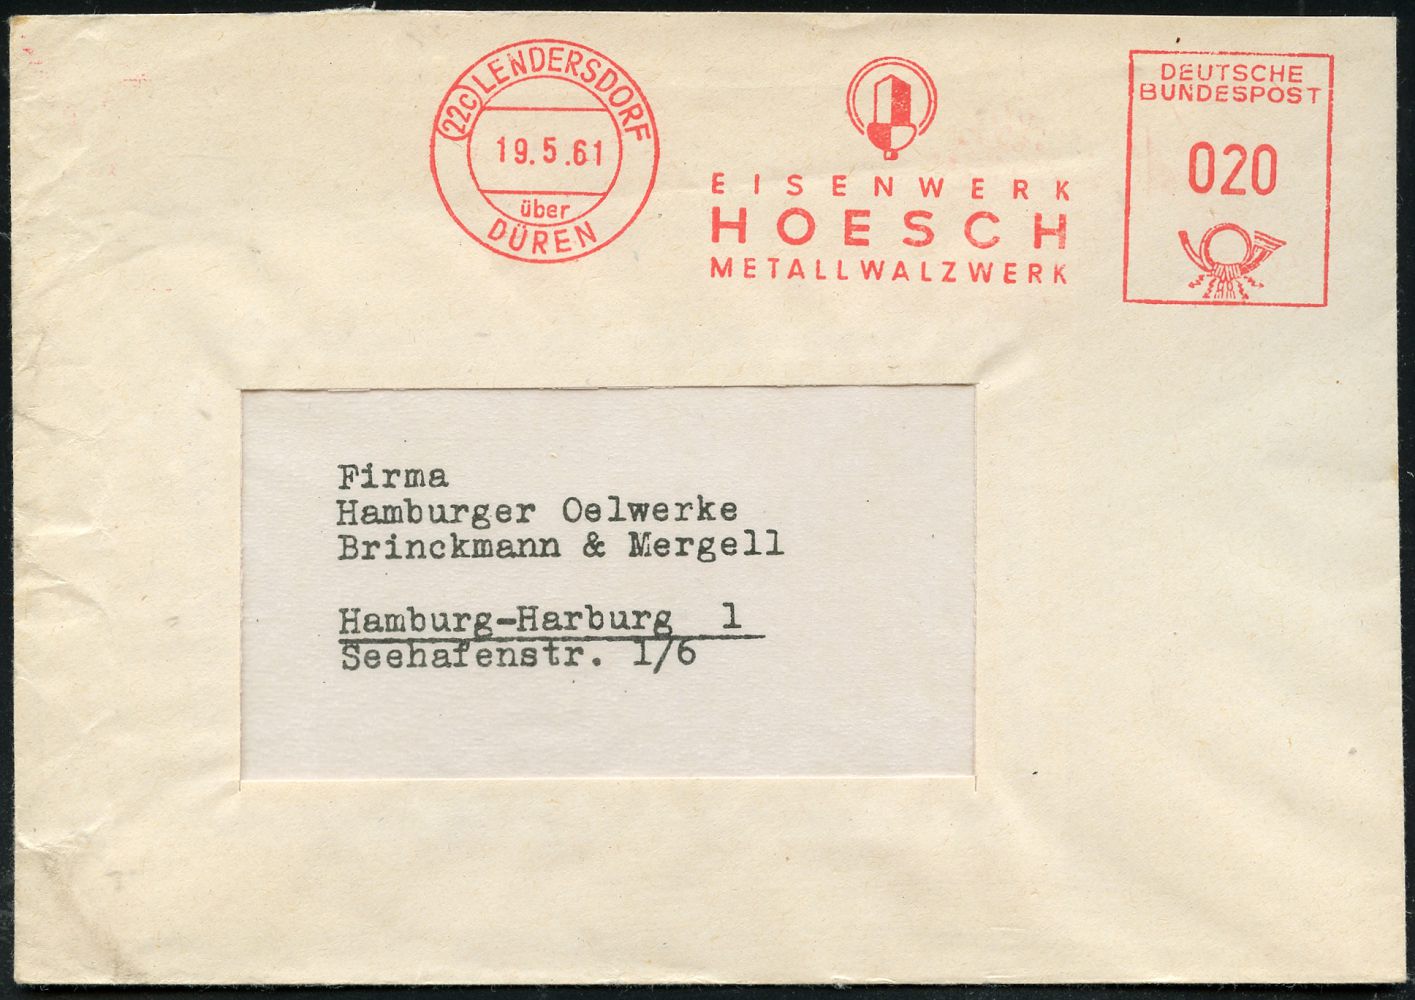 (22c) LENDERSDORF
19.5.61
über
DÜREN
EISENWERK
HOESCH
METALLWALZWERK
DEUTSCHE
BUNDESPOST
020
Firma
Hamburger Oelwerke
Brinckmann & Mergell
Hamburg-Harburg 1
Seehafenstr. 1/6